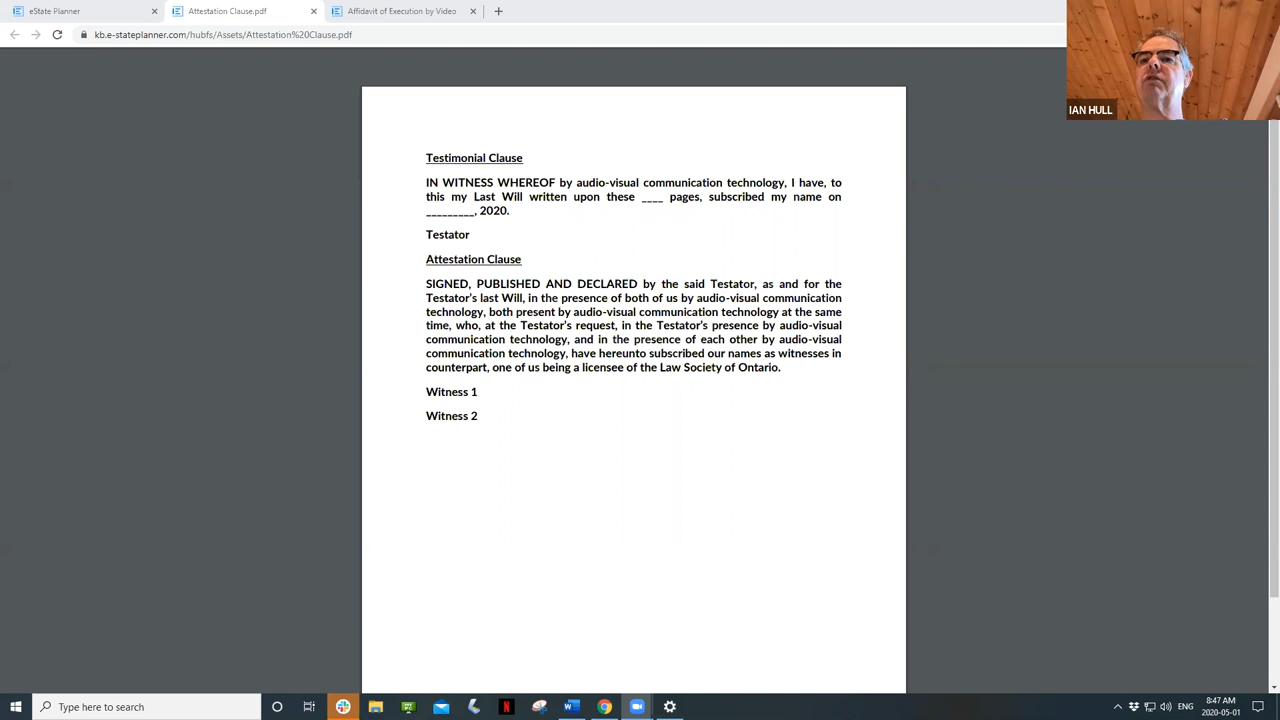 eState Planner
Attestation Clause.pdf
Affidavit of Execution by Video
kb.e-stateplanner.com/hubfs/Assets/Attestation%20Clause.pdf
IAN HULL
Testimonial Clause
IN WITNESS WHEREOF by audio-visual communication technology, I have, to
this my Last Will written upon these ____ pages, subscribed my name on
_________, 2020.
Testator
Attestation Clause
SIGNED, PUBLISHED AND DECLARED by the said Testator, as and for the
Testator's last Will, in the presence of both of us by audio-visual communication
technology, both present by audio-visual communication technology at the same
time, who, at the Testator's request, in the Testator's presence by audio-visual
communication technology, and in the presence of each other by audio-visual
communication technology, have hereunto subscribed our names as witnesses in
counterpart, one of us being a licensee of the Law Society of Ontario.
Witness 1
Witness 2
Type here to search
ENG
8:47 AM
2020-05-01